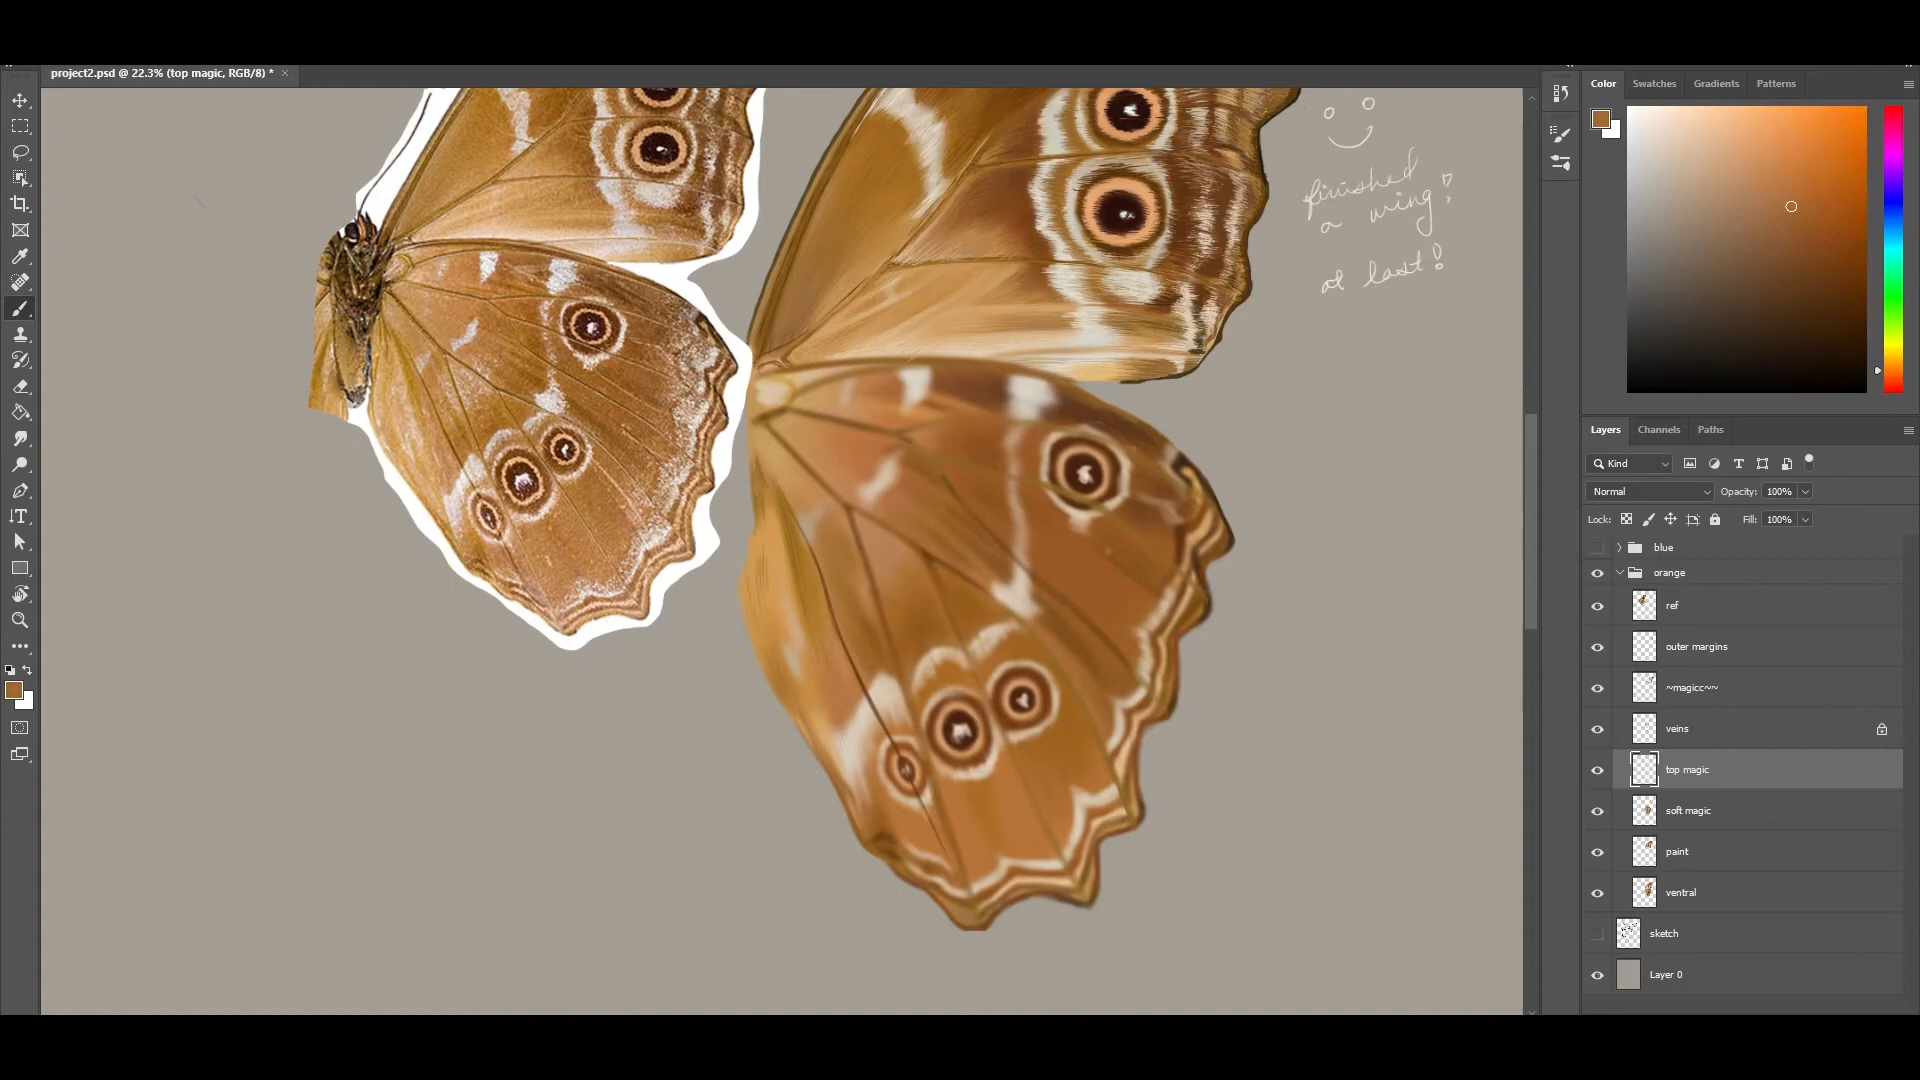 project2.psd @ 22.3% (top magic, RGB/8) *
Color Swatches Gradients Patterns
finished
a wing!
at last!
Layers Channels Paths
Kind
Normal Opacity: 100%
Lock: Fill: 100%
blue
orange
ref
outer margins
~magicc~~
veins
top magic
soft magic
paint
ventral
sketch
Layer 0